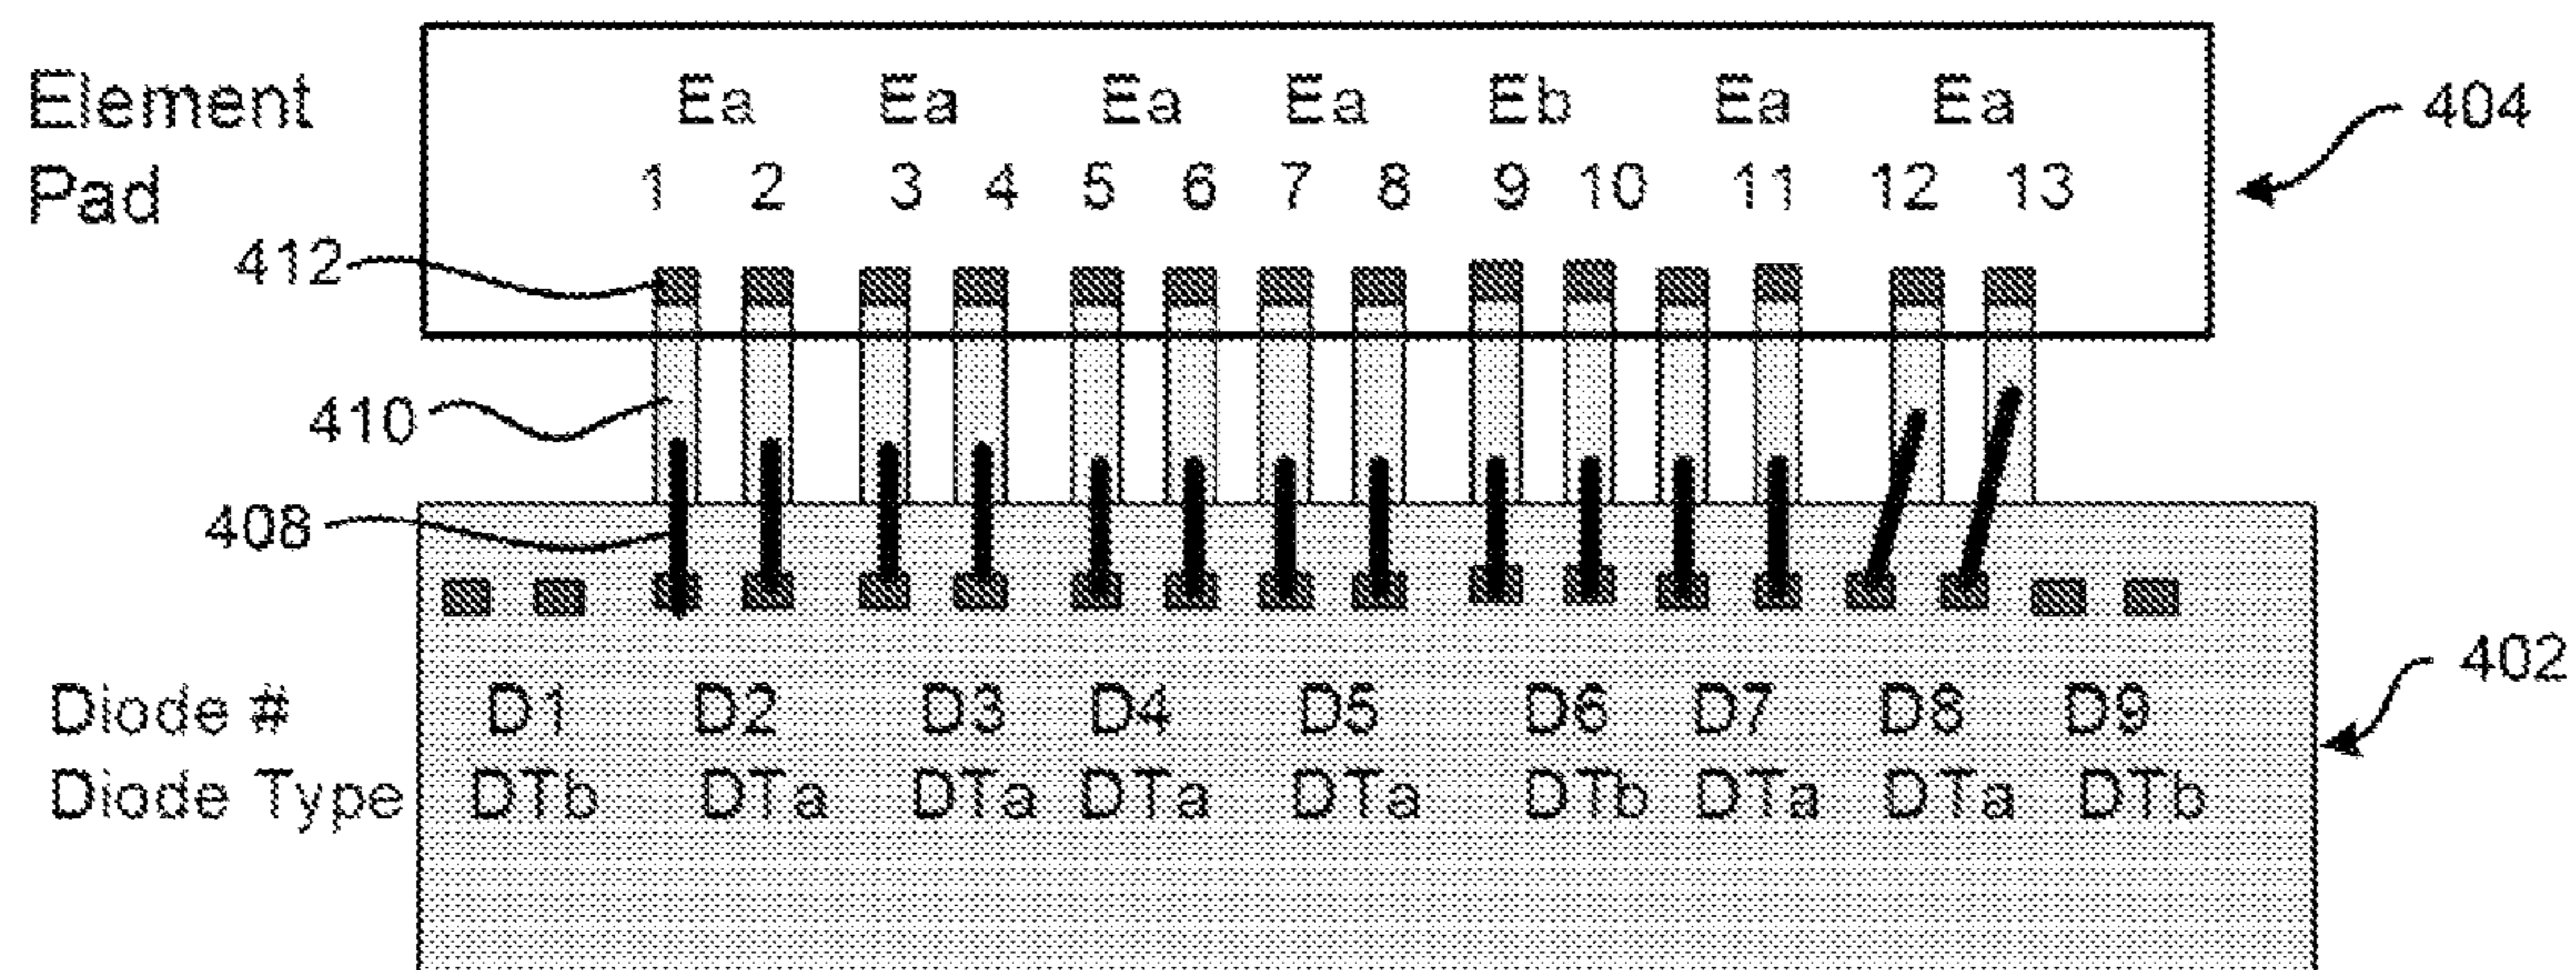 Element Ea Ea Ea Ea Eb Ea Ea 404
Pad 1 2 3 4 5 6 7 8 9 10 11 12 13
412
410
408
402
Diode # D1 D2 D3 D4 D5 D6 D7 D8 D9
Diode Type DTb DTa DTa DTa DTa DTb DTa DTa DTb